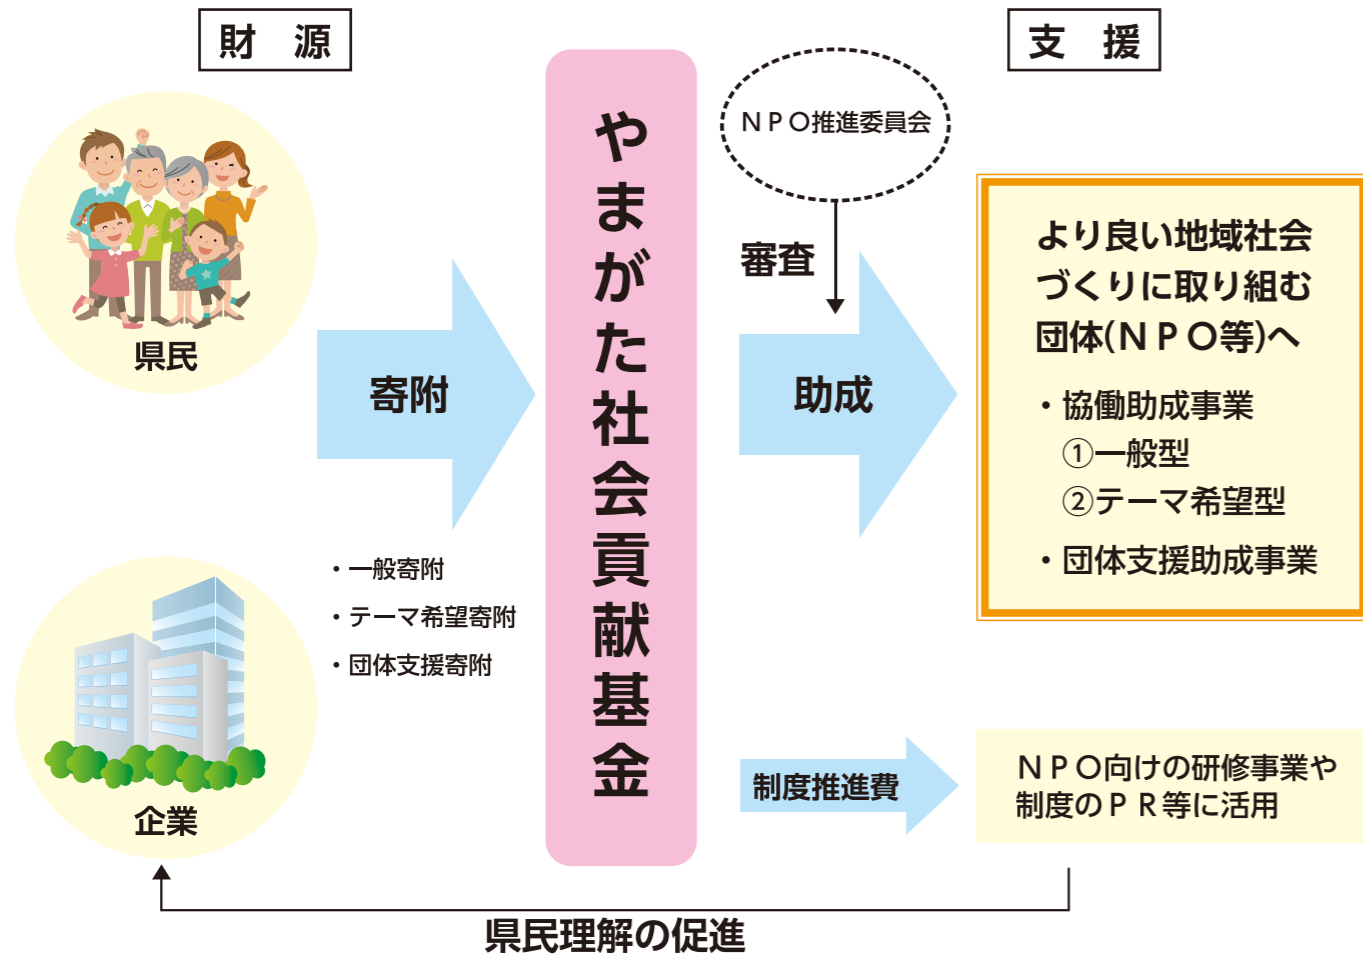 財　源
支　援
県民
企業
寄附
・一般寄附
・テーマ希望寄附
・団体支援寄附
やまがた社会貢献基金
ＮＰＯ推進委員会
審査
助成
より良い地域社会
づくりに取り組む
団体(ＮＰＯ等)へ
・協働助成事業
①一般型
②テーマ希望型
・団体支援助成事業
制度推進費
ＮＰＯ向けの研修事業や
制度のＰＲ等に活用
県民理解の促進